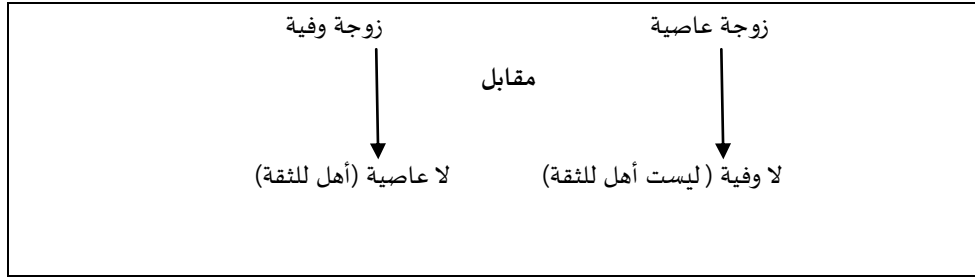 زوجة عاصية زوجة وفية
مقابل
لا وفية ( ليست أهل للثقة) لا عاصية (أهل للثقة)